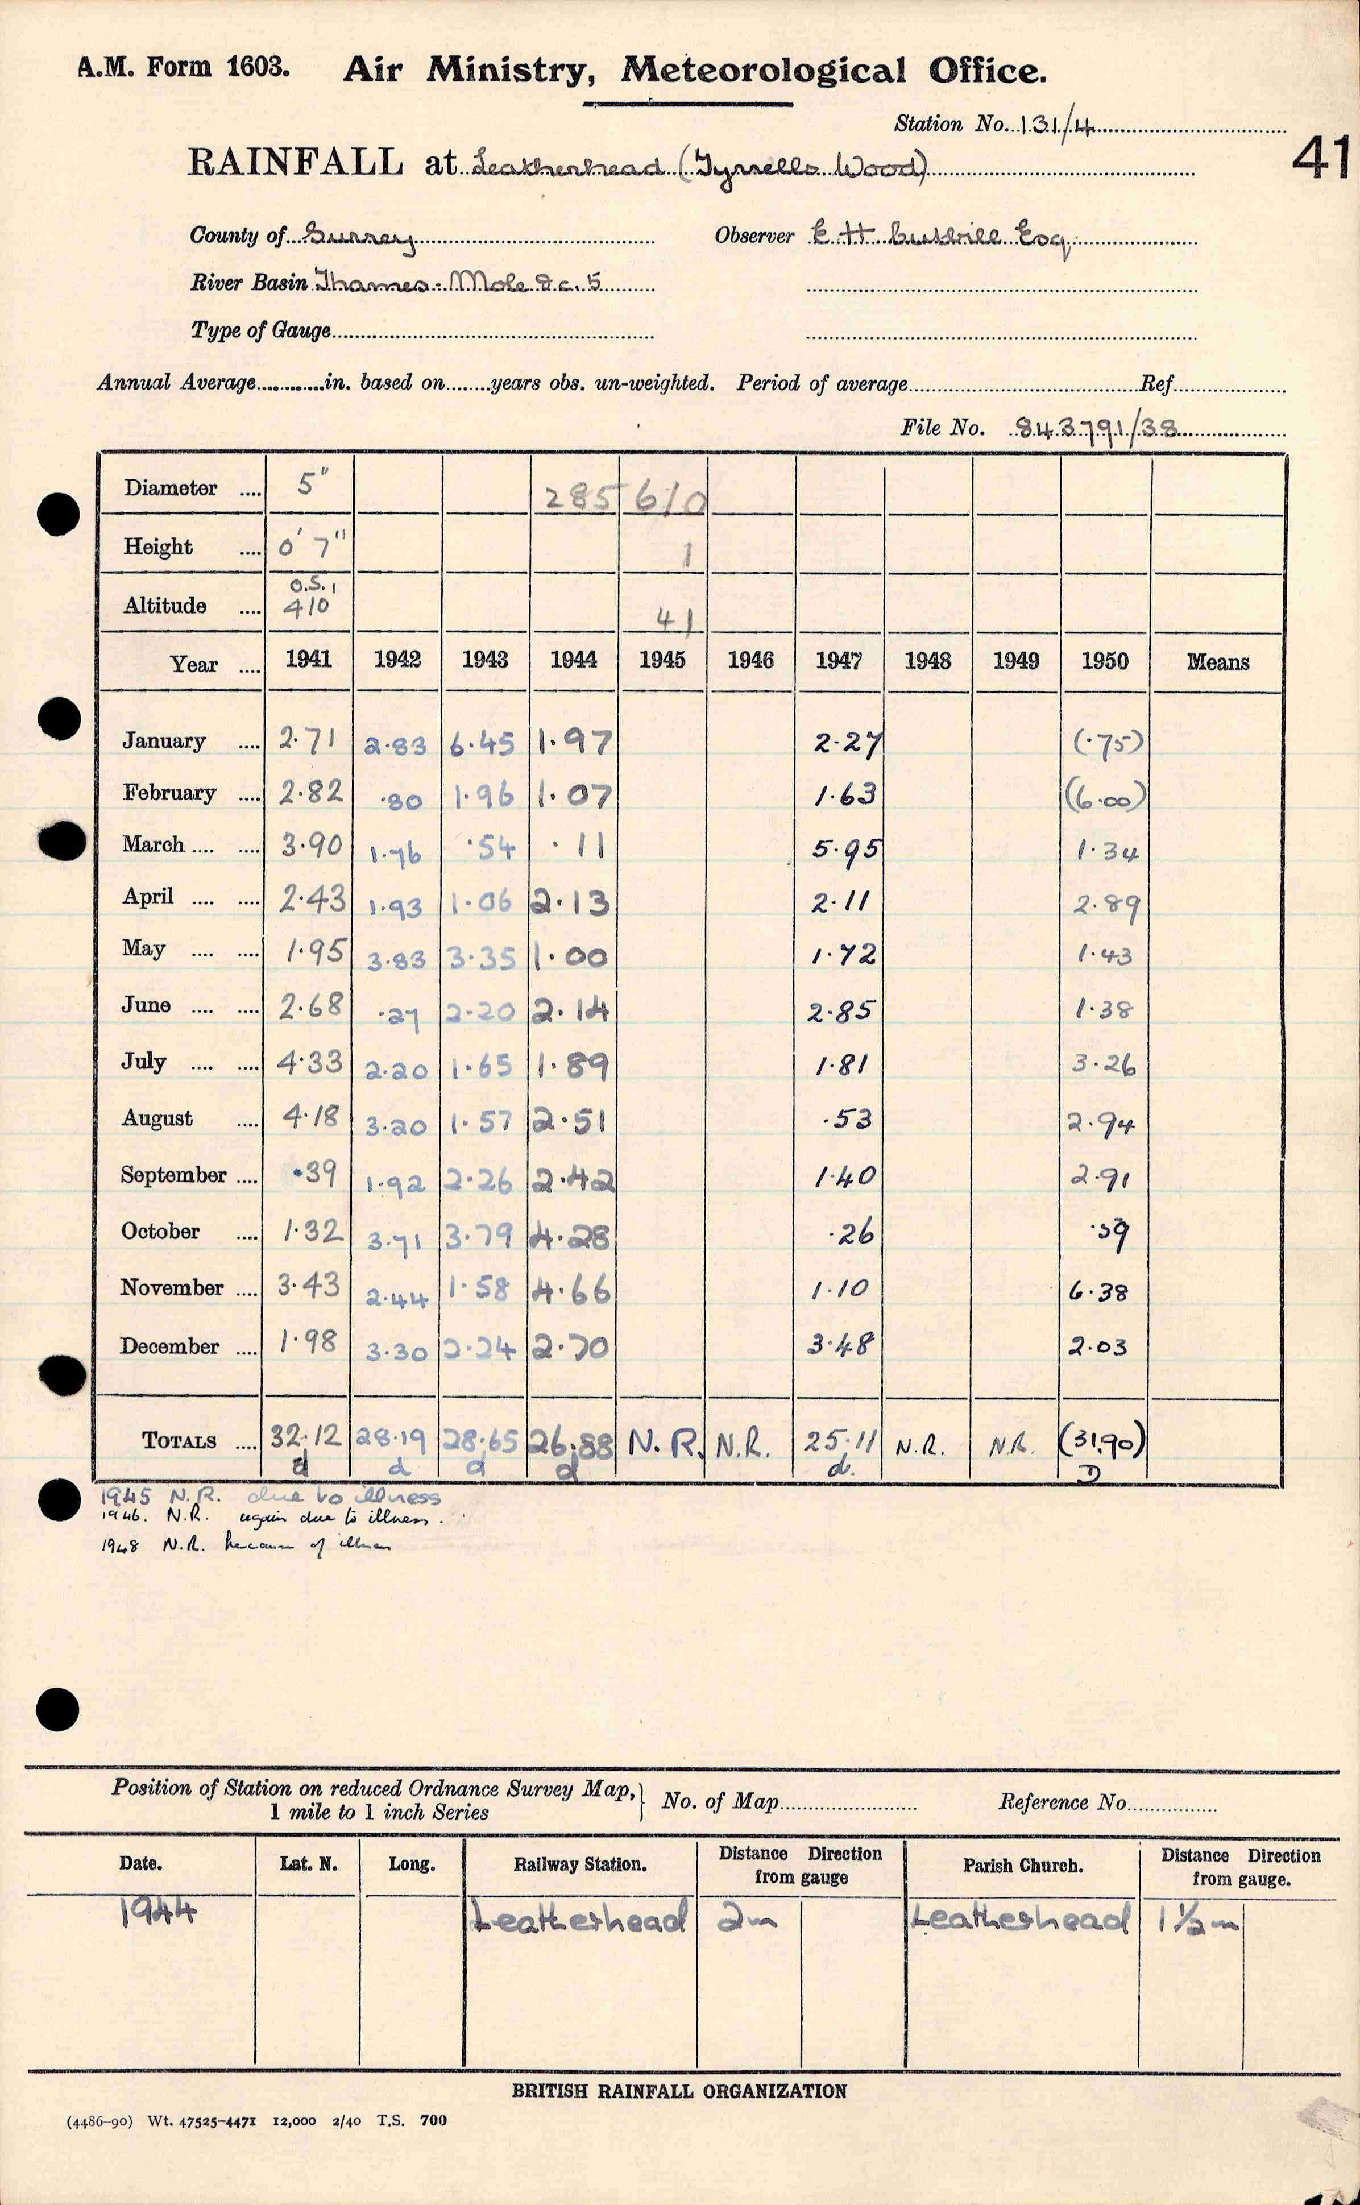 A.M. Form 1603. Air Ministry, Meteorological Office.
Station No. 131/4
41
RAINFALL at Leatherhead (Tyrrells Wood)
County of Surrey Observer E H Esq.
River Basin Thames - Mole &c. 5
Type of Gauge
Annual Average in. based on years obs. un-weighted. Period of average Ref
File No. 843791/38
Diameter 5" 285 610
Height 0' 7" 1
O.S.
Altitude 410 41
Year 1941 1942 1943 1944 1945 1946 1947 1948 1949 1950 Means
January 2.71 2.83 6.45 1.97 2.27 (.75)
February 2.82 .80 1.96 1.07 1.63 (6.00)
March 3.90 1.76 .54 .11 5.95 1.34
April 2.43 1.93 1.06 2.13 2.11 2.89
May 1.95 3.83 3.35 1.00 1.72 1.43
June 2.68 .27 2.20 2.14 2.85 1.38
July 4.33 2.20 1.65 1.89 1.81 3.26
August 4.18 3.20 1.57 2.51 .53 2.94
September .39 1.92 2.26 2.42 1.40 2.91
October 1.32 3.71 3.79 4.28 .26 .59
November 3.43 2.44 1.58 4.66 1.10 6.38
December 1.98 3.30 2.24 2.70 3.48 2.03
TOTALS 32.12 28.19 28.65 26.88 N.R. N.R. 25.11 N.R. N.R. (31.90)
d d d d d. D
1945 N.R. due to illness
1946. N.R. again due to illness.
1948 N.R. because of illness
Position of Station on reduced Ordnance Survey Map, } No. of Map Reference No
1 mile to 1 inch Series
Date. Lat. N. Long. Railway Station. Distance Direction from gauge Parish Church. Distance Direction from gauge.
1944 Leatherhead 2m Leatherhead 1½m
BRITISH RAINFALL ORGANIZATION
(4486-90) Wt. 47525-4471 12,000 2/40 T.S. 700